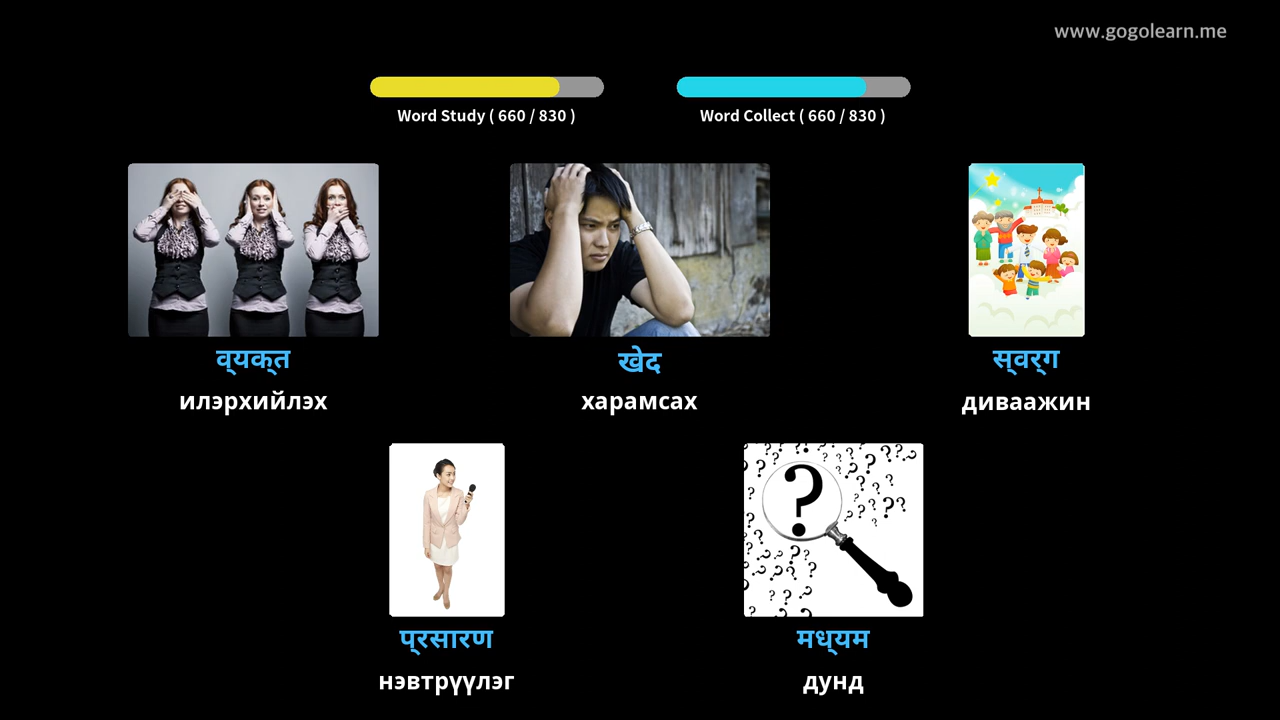 www.gogolearn.me
Word Study ( 660 / 830 )
Word Collect ( 660 / 830 )
व्यक्त
खेद
स्वर्ग
илэрхийлэх
харамсах
диваажин
प्रसारण
मध्यम
нэвтрүүлэг
дунд